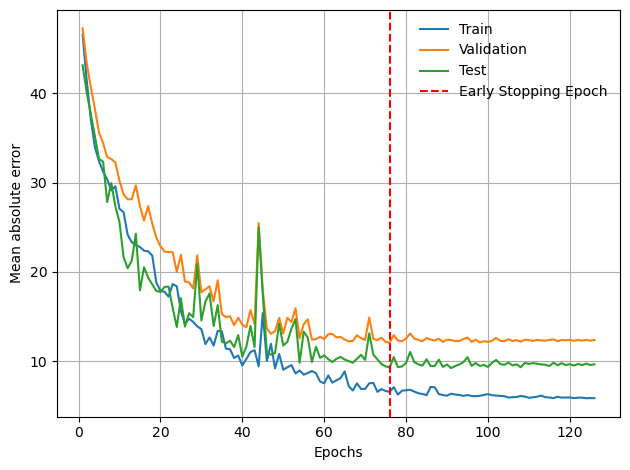 Train
Validation
Test
Early Stopping Epoch
Mean absolute error
40
30
20
10
0 20 40 60 80 100 120
Epochs